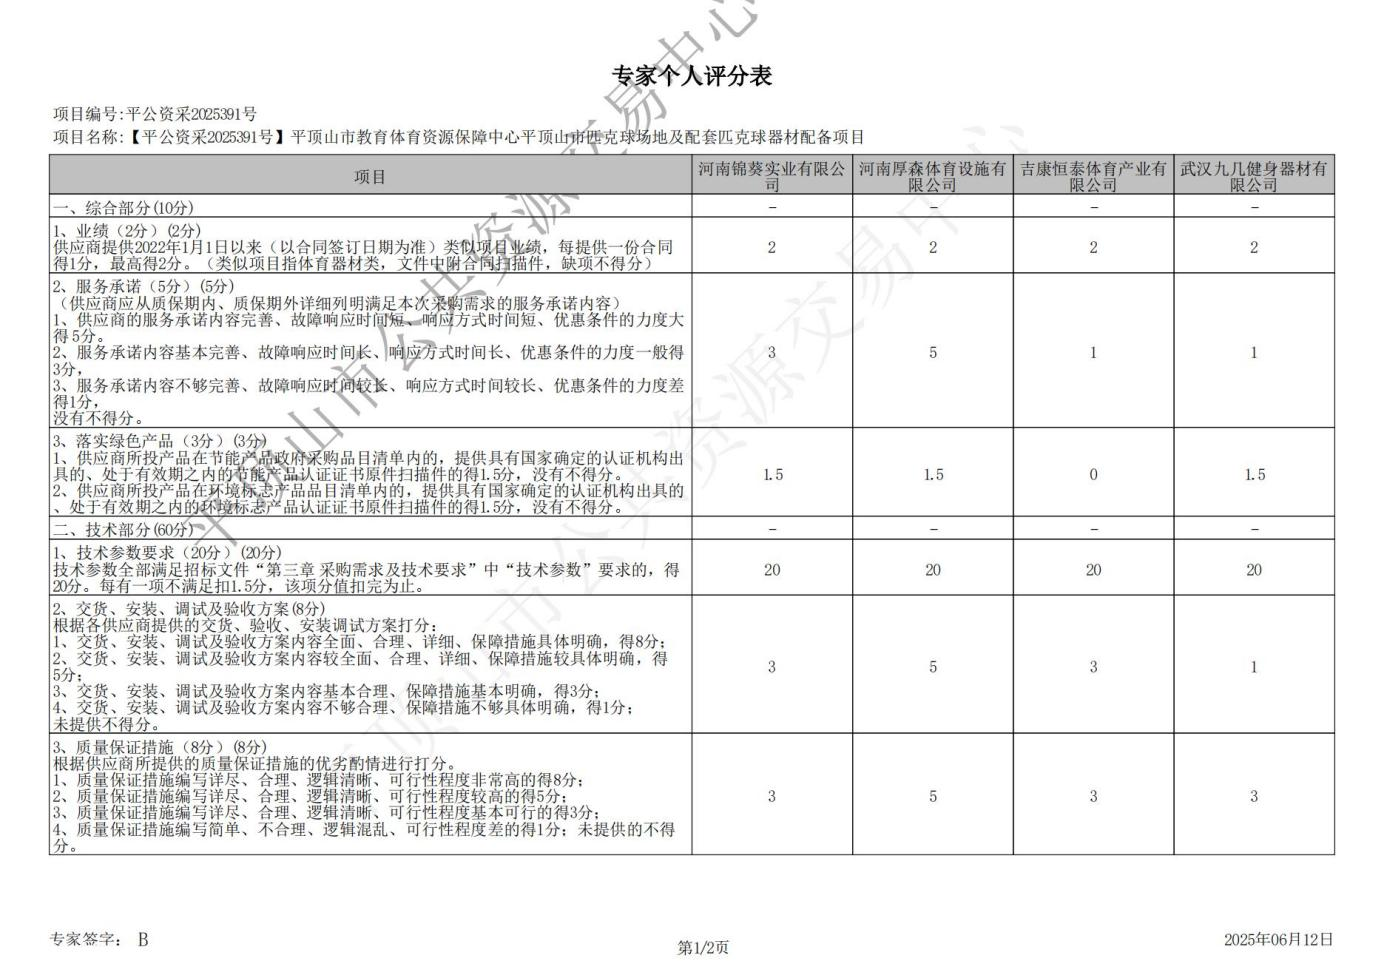 专家个人评分表
项目编号:平公资采2025391号
项目名称:【平公资采2025391号】平顶山市教育体育资源保障中心平顶山市匹克球场地及配套匹克球器材配备项目
项目
河南锦葵实业有限公
司
河南厚森体育设施有
限公司
吉康恒泰体育产业有
限公司
武汉九几健身器材有
限公司
一、综合部分(10分)
－ － － －
1、业绩（2分）(2分)
供应商提供2022年1月1日以来（以合同签订日期为准）类似项目业绩，每提供一份合同
得1分，最高得2分。（类似项目指体育器材类，文件中附合同扫描件，缺项不得分）
2 2 2 2
2、服务承诺（5分）(5分)
（供应商应从质保期内、质保期外详细列明满足本次采购需求的服务承诺内容）
1、供应商的服务承诺内容完善、故障响应时间短、响应方式时间短、优惠条件的力度大
得5分。
2、服务承诺内容基本完善、故障响应时间长、响应方式时间长、优惠条件的力度一般得
3分，
3、服务承诺内容不够完善、故障响应时间较长、响应方式时间较长、优惠条件的力度差
得1分，
没有不得分。
3 5 1 1
3、落实绿色产品（3分）(3分)
1、供应商所投产品在节能产品政府采购品目清单内的，提供具有国家确定的认证机构出
具的、处于有效期之内的节能产品认证证书原件扫描件的得1.5分，没有不得分。
2、供应商所投产品在环境标志产品品目清单内的，提供具有国家确定的认证机构出具的
、处于有效期之内的环境标志产品认证证书原件扫描件的得1.5分，没有不得分。
1.5 1.5 0 1.5
二、技术部分(60分)
－ － － －
1、技术参数要求（20分）(20分)
技术参数全部满足招标文件“第三章 采购需求及技术要求”中“技术参数”要求的，得
20分。每有一项不满足扣1.5分，该项分值扣完为止。
20 20 20 20
2、交货、安装、调试及验收方案(8分)
根据各供应商提供的交货、验收、安装调试方案打分：
1、交货、安装、调试及验收方案内容全面、合理、详细、保障措施具体明确，得8分；
2、交货、安装、调试及验收方案内容较全面、合理、详细、保障措施较具体明确，得
5分；
3、交货、安装、调试及验收方案内容基本合理、保障措施基本明确，得3分；
4、交货、安装、调试及验收方案内容不够合理、保障措施不够具体明确，得1分；
未提供不得分。
3 5 3 1
3、质量保证措施（8分）(8分)
根据供应商所提供的质量保证措施的优劣酌情进行打分。
1、质量保证措施编写详尽、合理、逻辑清晰、可行性程度非常高的得8分；
2、质量保证措施编写详尽、合理、逻辑清晰、可行性程度较高的得5分；
3、质量保证措施编写详尽、合理、逻辑清晰、可行性程度基本可行的得3分；
4、质量保证措施编写简单、不合理、逻辑混乱、可行性程度差的得1分；未提供的不得
分。
3 5 3 3
专家签字： B
第1/2页
2025年06月12日
平顶山市公共资源交易中心
平顶山市公共资源交易中心